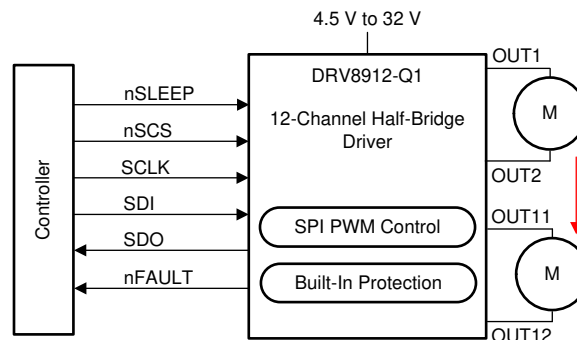 4.5 V to 32 V
DRV8912-Q1
12-Channel Half-Bridge
Driver
SPI PWM Control
Built-In Protection
Controller
nSLEEP
nSCS
SCLK
SDI
SDO
nFAULT
OUT1
M
OUT2
OUT11
M
OUT12